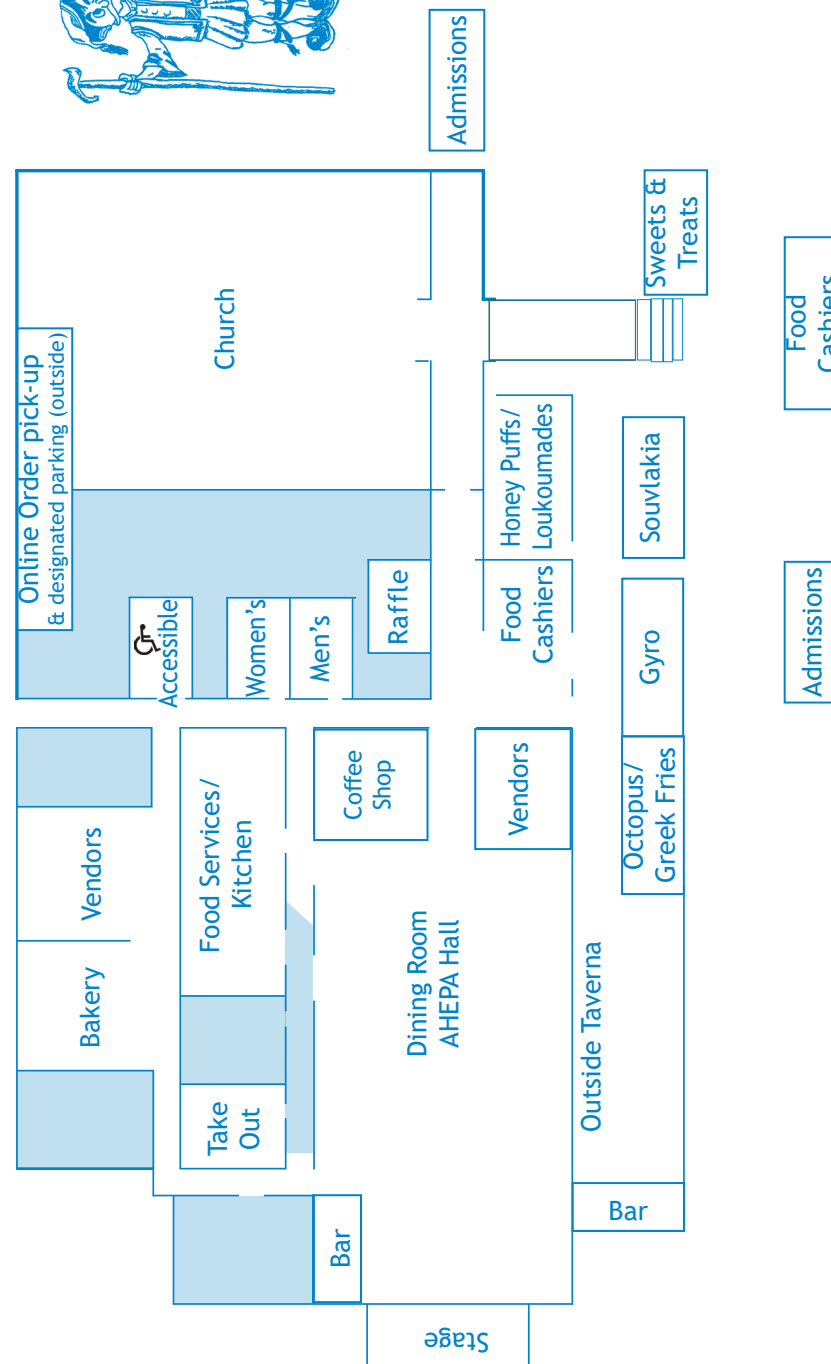 Online Order pick-up
& designated parking (outside)
Bakery
Vendors
Accessible
Church
Take
Out
Food Services/
Kitchen
Women's
Men's
Bar
Coffee
Shop
Raffle
Stage
Dining Room
AHEPA Hall
Admissions
Vendors
Food
Cashiers
Honey Puffs/
Loukoumades
Outside Taverna
Bar
Octopus/
Greek Fries
Gyro
Souvlakia
Sweets &
Treats
Admissions
Food
Cashiers